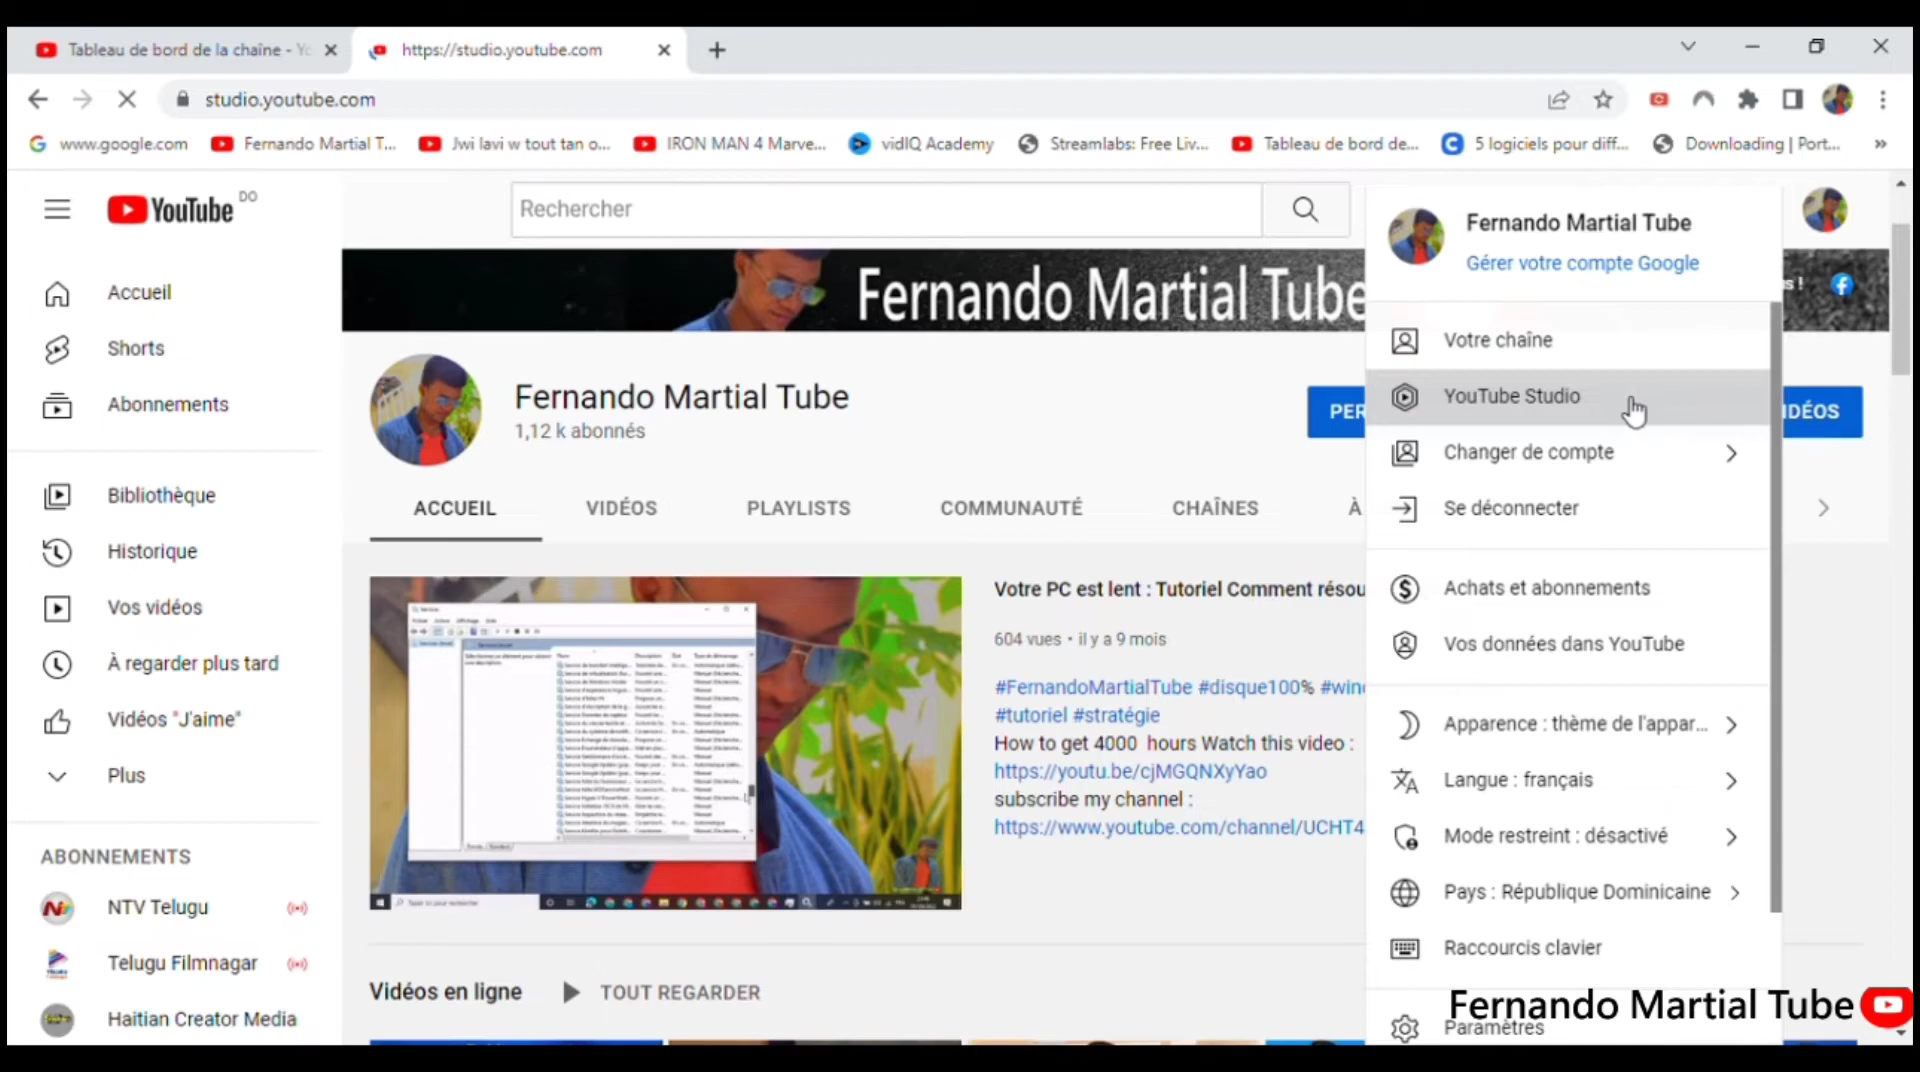 Tableau de bord de la chaîne - Yo
https://studio.youtube.com
studio.youtube.com
www.google.com
Fernando Martial T...
Jwi lavi w tout tan o...
IRON MAN 4 Marve...
vidIQ Academy
Streamlabs: Free Liv...
Tableau de bord de...
5 logiciels pour diff...
Downloading | Port...
YouTube DO
Rechercher
Accueil
Shorts
Abonnements
Bibliothèque
Historique
Vos vidéos
À regarder plus tard
Vidéos "J'aime"
Plus
ABONNEMENTS
NTV Telugu
Telugu Filmnagar
Haitian Creator Media
Fernando Martial Tube
s !
Fernando Martial Tube
1,12 k abonnés
PER
IDÉOS
ACCUEIL
VIDÉOS
PLAYLISTS
COMMUNAUTÉ
CHAÎNES
À
Votre PC est lent : Tutoriel Comment résou
604 vues • il y a 9 mois
#FernandoMartialTube #disque100% #wind
#tutoriel #stratégie
How to get 4000 hours Watch this video :
https://youtu.be/cjMGQNXyYao
subscribe my channel :
https://www.youtube.com/channel/UCHT4
Vidéos en ligne
TOUT REGARDER
Fernando Martial Tube
Gérer votre compte Google
Votre chaîne
YouTube Studio
Changer de compte
Se déconnecter
Achats et abonnements
Vos données dans YouTube
Apparence : thème de l'appar...
Langue : français
Mode restreint : désactivé
Pays : République Dominicaine
Raccourcis clavier
Paramètres
Fernando Martial Tube